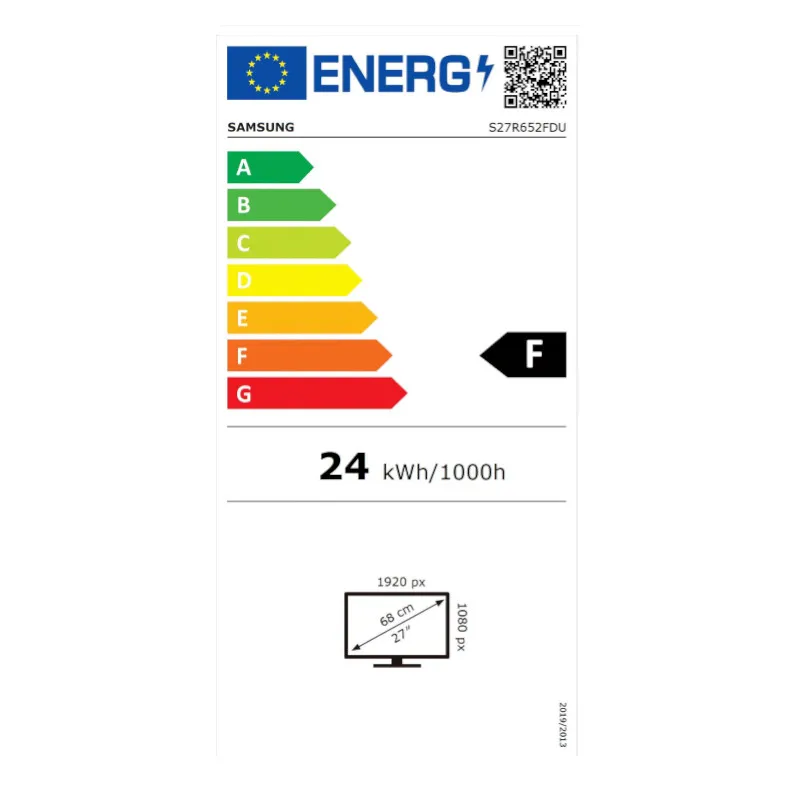 ENERG
SAMSUNG S27R652FDU
A
B
C
D
E
F
F
G
24 kWh/1000h
1920 px
68 cm
27"
1080 px
2019/2013